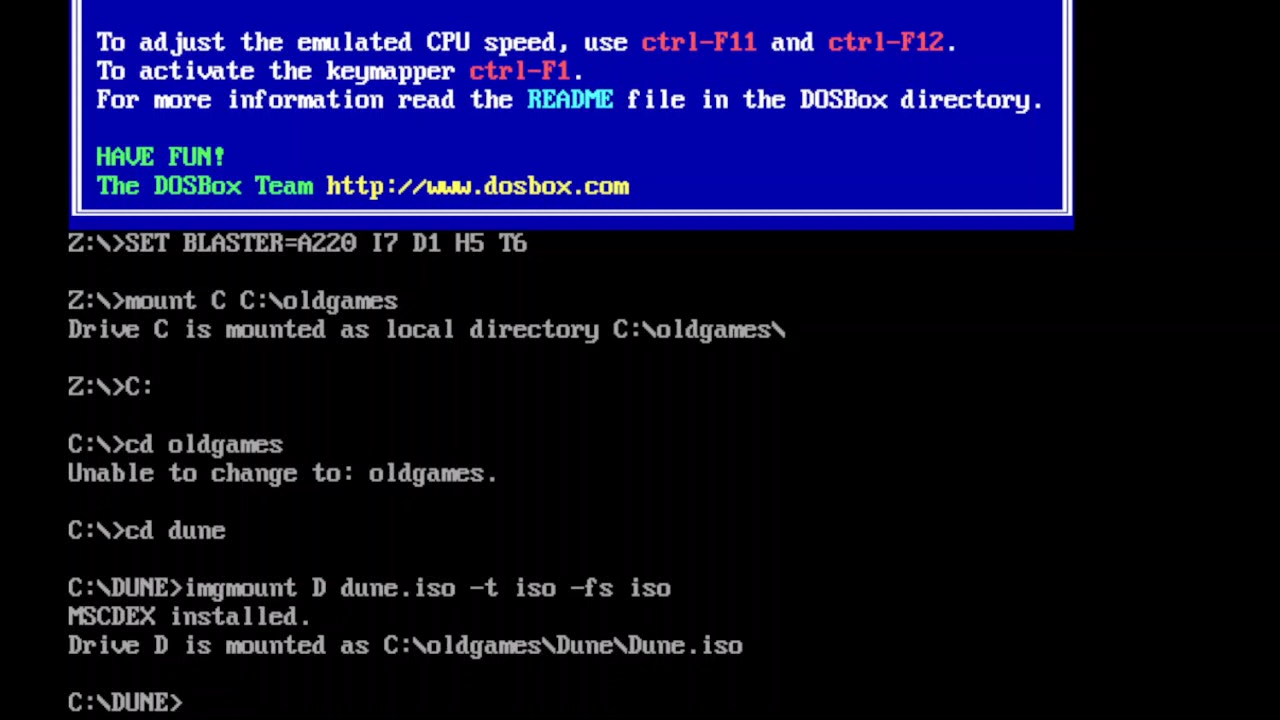 To adjust the emulated CPU speed, use ctrl-F11 and ctrl-F12.
To activate the keymapper ctrl-F1.
For more information read the README file in the DOSBox directory.
HAVE FUN!
The DOSBox Team http://www.dosbox.com
Z:\>SET BLASTER=A220 I7 D1 H5 T6
Z:\>mount C C:\oldgames
Drive C is mounted as local directory C:\oldgames\
Z:\>C:
C:\>cd oldgames
Unable to change to: oldgames.
C:\>cd dune
C:\DUNE>imgmount D dune.iso -t iso -fs iso
MSCDEX installed.
Drive D is mounted as C:\oldgames\Dune\Dune.iso
C:\DUNE>